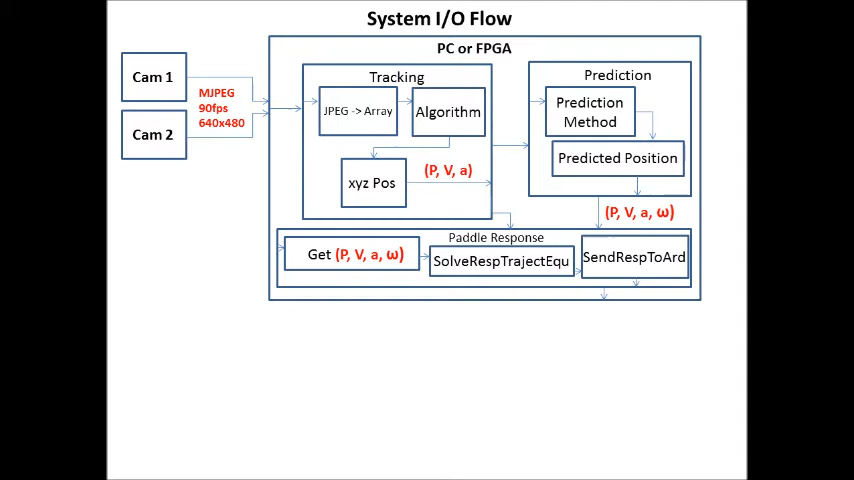 System I/O Flow
PC or FPGA
Cam 1
Cam 2
MJPEG
90fps
640x480
Tracking
JPEG -> Array
Algorithm
xyz Pos
(P, V, a)
Prediction
Prediction
Method
Predicted Position
(P, V, a, ω)
Paddle Response
Get (P, V, a, ω)
SolveRespTrajectEqu
SendRespToArd